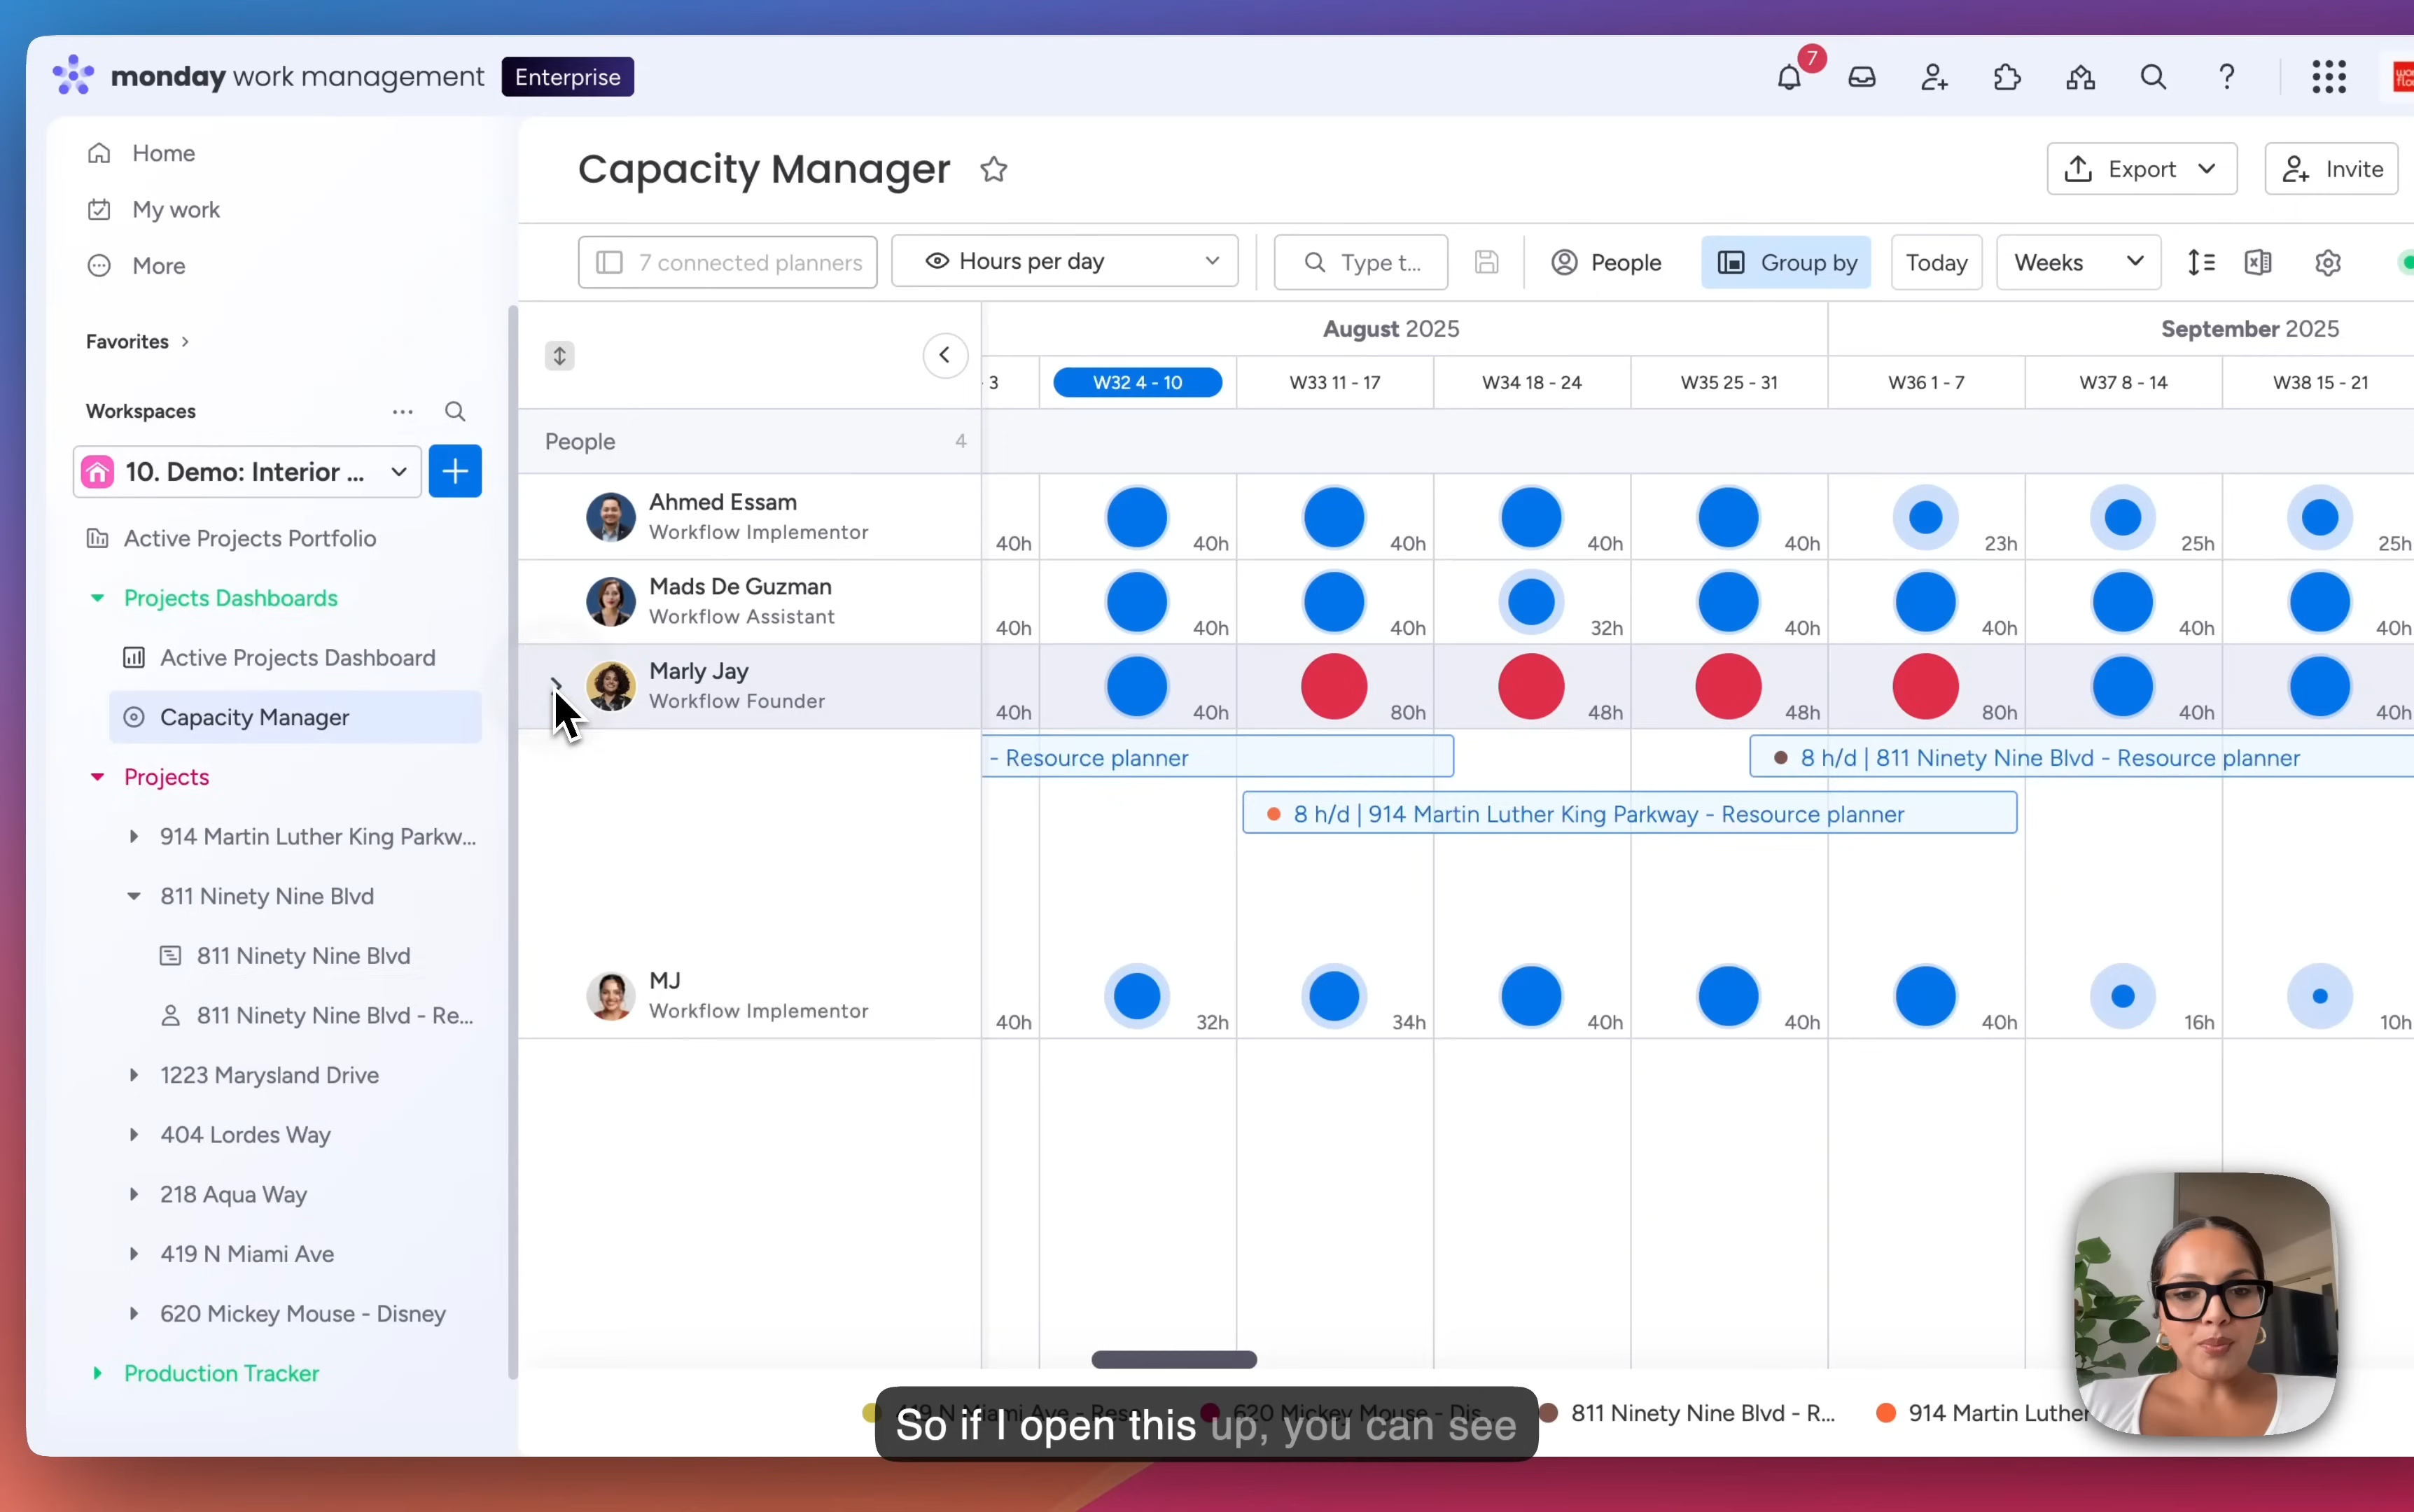 monday work management Enterprise
7
Home
My work
More
Favorites
Workspaces
10. Demo: Interior ...
Active Projects Portfolio
Projects Dashboards
Active Projects Dashboard
Capacity Manager
Projects
914 Martin Luther King Parkw...
811 Ninety Nine Blvd
811 Ninety Nine Blvd
811 Ninety Nine Blvd - Re...
1223 Marysland Drive
404 Lordes Way
218 Aqua Way
419 N Miami Ave
620 Mickey Mouse - Disney
Production Tracker
Capacity Manager
Export
Invite
7 connected planners
Hours per day
Type t...
People
Group by
Today
Weeks
August 2025
September 2025
- 3
W32 4 - 10
W33 11 - 17
W34 18 - 24
W35 25 - 31
W36 1 - 7
W37 8 - 14
W38 15 - 21
People 4
Ahmed Essam
Workflow Implementor
40h 40h 40h 40h 40h 23h 25h 25h
Mads De Guzman
Workflow Assistant
40h 40h 40h 32h 40h 40h 40h 40h
Marly Jay
Workflow Founder
40h 40h 80h 48h 48h 80h 40h 40h
- Resource planner
8 h/d | 811 Ninety Nine Blvd - Resource planner
8 h/d | 914 Martin Luther King Parkway - Resource planner
MJ
Workflow Implementor
40h 32h 34h 40h 40h 40h 16h 10h
419 N Miami Ave - Reso
620 Mickey Mouse - Dis...
811 Ninety Nine Blvd - R...
914 Martin Luther
So if I open this up, you can see